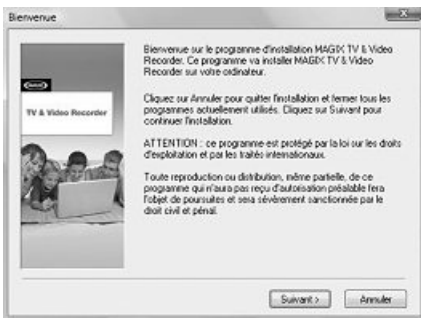 Bienvenue
MAGIX
TV & Video Recorder
Bienvenue sur le programme d'installation MAGIX TV & Video
Recorder. Ce programme va installer MAGIX TV & Video
Recorder sur votre ordinateur.
Cliquez sur Annuler pour quitter l'installation et fermer tous les
programmes actuellement utilisés. Cliquez sur Suivant pour
continuer l'installation.
ATTENTION : ce programme est protégé par la loi sur les droits
d'exploitation et par les traités internationaux.
Toute reproduction ou distribution, même partielle, de ce
programme qui n'aura pas reçu d'autorisation préalable fera
l'objet de poursuites et sera sévèrement sanctionnée par le
droit civil et pénal.
Suivant >
Annuler